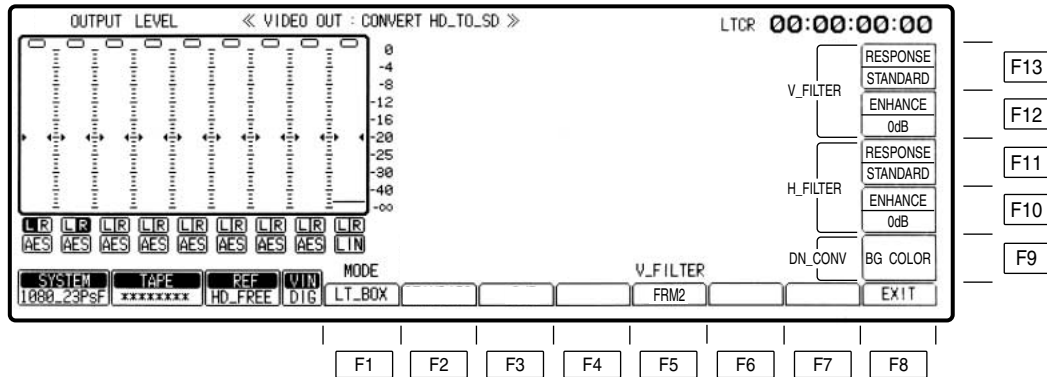 OUTPUT LEVEL ≪ VIDEO OUT : CONVERT HD_TO_SD ≫ LTCR 00:00:00:00
0
-4
-8
-12
-16
-20
-25
-30
-40
-∞
L R L R L R L R L R L R L R L R L R
AES AES AES AES AES AES AES AES LIN
V_FILTER
RESPONSE
STANDARD
F13
ENHANCE
0dB
F12
H_FILTER
RESPONSE
STANDARD
F11
ENHANCE
0dB
F10
DN_CONV BG COLOR F9
SYSTEM TAPE REF VIN MODE V_FILTER
1080_23PsF ******** HD_FREE DIG LT_BOX FRM2 EXIT
F1 F2 F3 F4 F5 F6 F7 F8